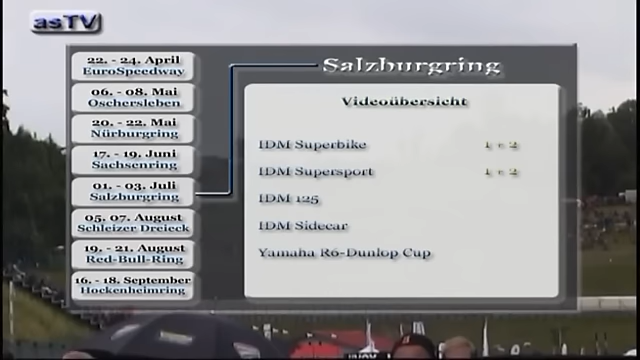 asTV
22. - 24. April
EuroSpeedway
06. - 08. Mai
Oschersleben
20. - 22. Mai
Nürburgring
17. - 19. Juni
Sachsenring
01. - 03. Juli
Salzburgring
05. 07. August
Schleizer Dreieck
19. - 21. August
Red-Bull-Ring
16. - 18. September
Hockenheimring
Salzburgring
Videoübersicht
IDM Superbike 1 + 2
IDM Supersport 1 + 2
IDM 125
IDM Sidecar
Yamaha R6-Dunlop Cup